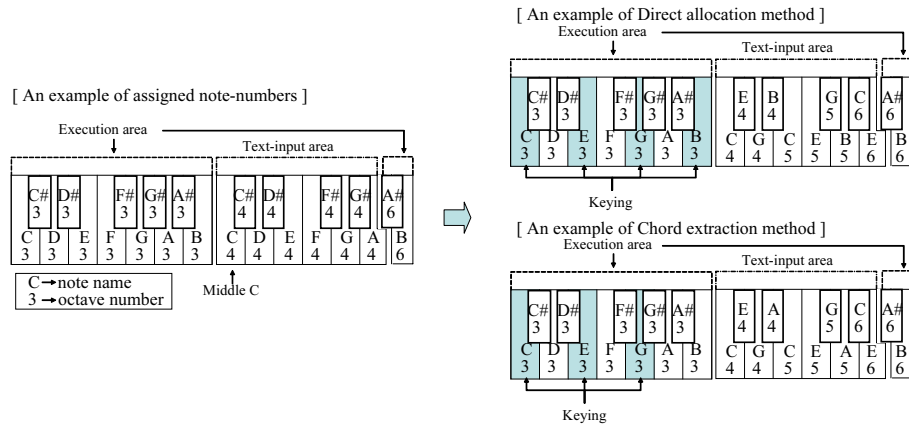 [ An example of assigned note-numbers ]
Execution area
Text-input area
C# 3 D# 3 F# 3 G# 3 A# 3 C# 4 D# 4 F# 4 G# 4 A# 6
C 3 D 3 E 3 F 3 G 3 A 3 B 3 C 4 D 4 E 4 F 4 G 4 A 4 B 6
Middle C
C → note name
3 → octave number
[ An example of Direct allocation method ]
Execution area
Text-input area
C# 3 D# 3 F# 3 G# 3 A# 3 E 4 B 4 G 5 C 6 A# 6
C 3 D 3 E 3 F 3 G 3 A 3 B 3 C 4 G 4 C 5 E 5 B 5 E 6 B 6
Keying
[ An example of Chord extraction method ]
Execution area
Text-input area
C# 3 D# 3 F# 3 G# 3 A# 3 E 4 A 4 G 5 C 6 A# 6
C 3 D 3 E 3 F 3 G 3 A 3 B 3 C 4 G 4 C 5 E 5 A 5 E 6 B 6
Keying